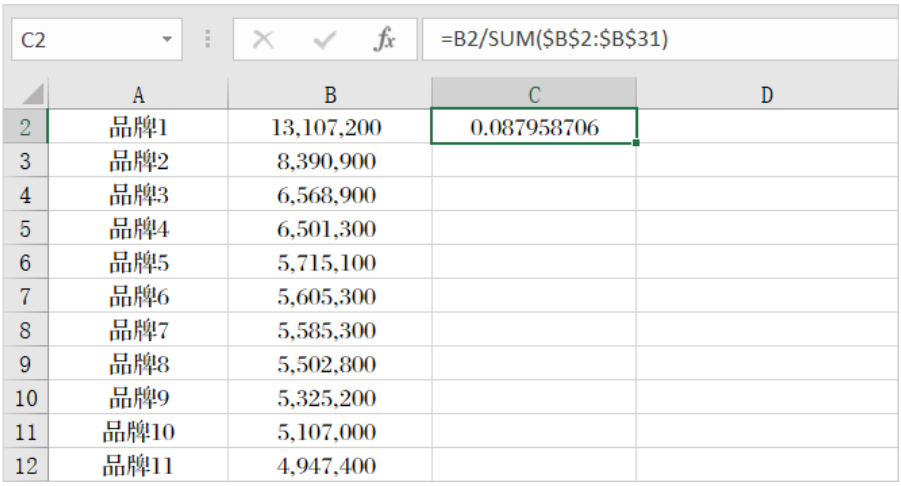 C2 fx =B2/SUM($B$2:$B$31)
A B C D
2 品牌1 13,107,200 0.087958706
3 品牌2 8,390,900
4 品牌3 6,568,900
5 品牌4 6,501,300
6 品牌5 5,715,100
7 品牌6 5,605,300
8 品牌7 5,585,300
9 品牌8 5,502,800
10 品牌9 5,325,200
11 品牌10 5,107,000
12 品牌11 4,947,400